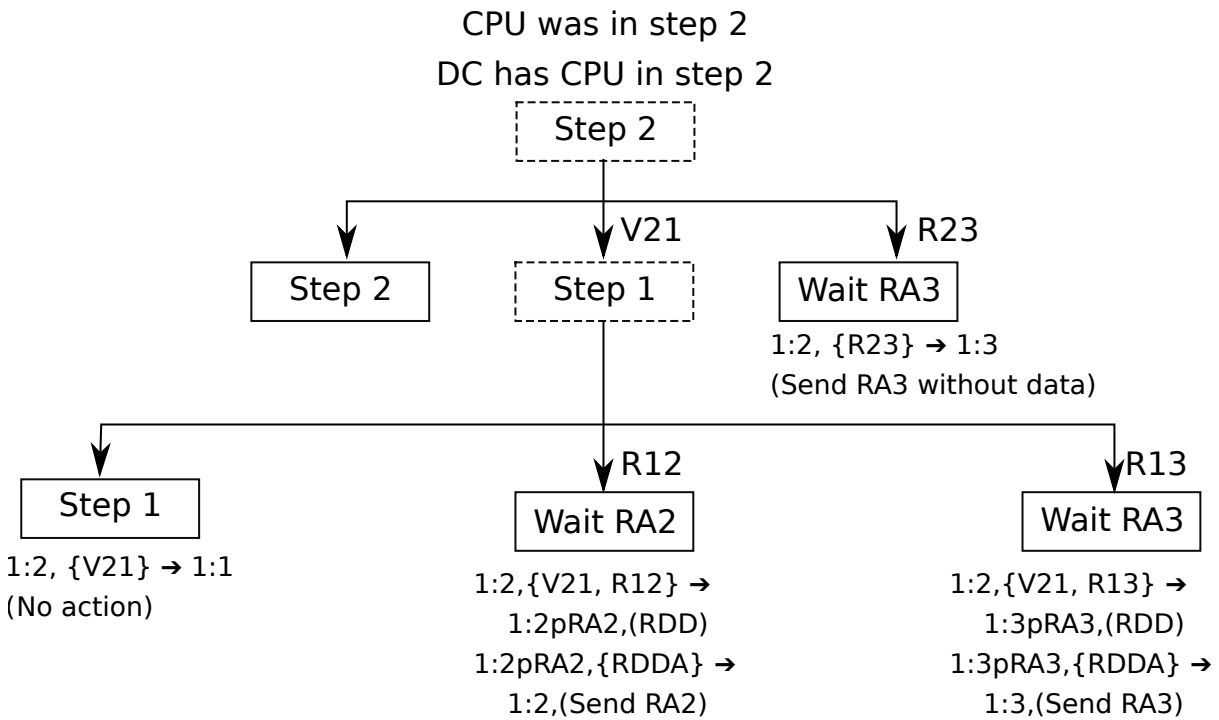 CPU was in step 2
DC has CPU in step 2
Step 2
V21
R23
Step 2
Step 1
Wait RA3
1:2, {R23} ➔ 1:3
(Send RA3 without data)
R12
R13
Step 1
Wait RA2
Wait RA3
1:2, {V21} ➔ 1:1
(No action)
1:2,{V21, R12} ➔
1:2pRA2,(RDD)
1:2pRA2,{RDDA} ➔
1:2,(Send RA2)
1:2,{V21, R13} ➔
1:3pRA3,(RDD)
1:3pRA3,{RDDA} ➔
1:3,(Send RA3)